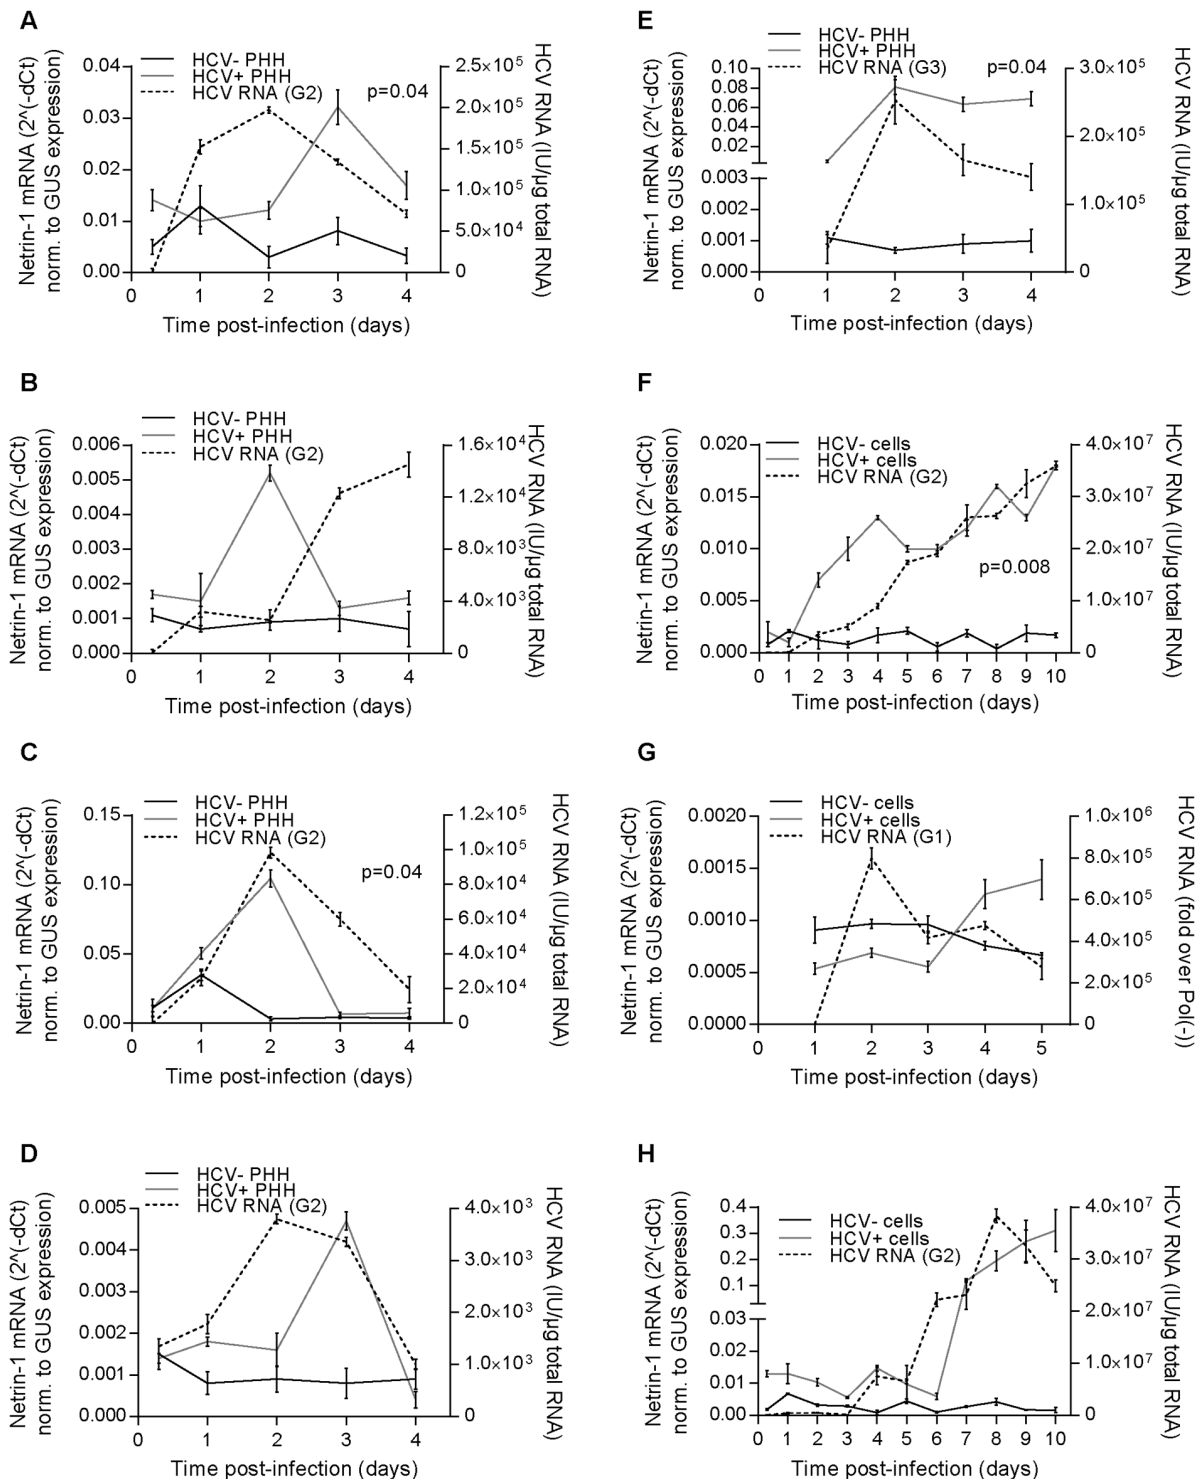 A
HCV- PHH
HCV+ PHH
HCV RNA (G2)
p=0.04
Netrin-1 mRNA (2^(-dCt)
norm. to GUS expression)
0.04
0.03
0.02
0.01
0.00
2.5×10⁵
2.0×10⁵
1.5×10⁵
1.0×10⁵
5.0×10⁴
0
HCV RNA (IU/µg total RNA)
0 1 2 3 4
Time post-infection (days)
B
HCV- PHH
HCV+ PHH
HCV RNA (G2)
Netrin-1 mRNA (2^(-dCt)
norm. to GUS expression)
0.006
0.005
0.004
0.003
0.002
0.001
0.000
1.6×10⁴
1.2×10⁴
8.0×10³
4.0×10³
0
HCV RNA (IU/µg total RNA)
0 1 2 3 4
Time post-infection (days)
C
HCV- PHH
HCV+ PHH
HCV RNA (G2)
p=0.04
Netrin-1 mRNA (2^(-dCt)
norm. to GUS expression)
0.15
0.10
0.05
0.00
1.2×10⁵
1.0×10⁵
8.0×10⁴
6.0×10⁴
4.0×10⁴
2.0×10⁴
0
HCV RNA (IU/µg total RNA)
0 1 2 3 4
Time post-infection (days)
D
HCV- PHH
HCV+ PHH
HCV RNA (G2)
Netrin-1 mRNA (2^(-dCt)
norm. to GUS expression)
0.005
0.004
0.003
0.002
0.001
0.000
4.0×10³
3.0×10³
2.0×10³
1.0×10³
0
HCV RNA (IU/µg total RNA)
0 1 2 3 4
Time post-infection (days)
E
HCV- PHH
HCV+ PHH
HCV RNA (G3)
p=0.04
Netrin-1 mRNA (2^(-dCt)
norm. to GUS expression)
0.10
0.08
0.06
0.04
0.02
0.003
0.002
0.001
0.000
3.0×10⁵
2.0×10⁵
1.0×10⁵
0
HCV RNA (IU/µg total RNA)
0 1 2 3 4
Time post-infection (days)
F
HCV- cells
HCV+ cells
HCV RNA (G2)
p=0.008
Netrin-1 mRNA (2^(-dCt)
norm. to GUS expression)
0.020
0.015
0.010
0.005
0.000
4.0×10⁷
3.0×10⁷
2.0×10⁷
1.0×10⁷
0
HCV RNA (IU/µg total RNA)
0 1 2 3 4 5 6 7 8 9 10
Time post-infection (days)
G
HCV- cells
HCV+ cells
HCV RNA (G1)
Netrin-1 mRNA (2^(-dCt)
norm. to GUS expression)
0.0020
0.0015
0.0010
0.0005
0.0000
1.0×10⁶
8.0×10⁵
6.0×10⁵
4.0×10⁵
2.0×10⁵
0
HCV RNA (fold over Pol(-))
0 1 2 3 4 5
Time post-infection (days)
H
HCV- cells
HCV+ cells
HCV RNA (G2)
Netrin-1 mRNA (2^(-dCt)
norm. to GUS expression)
0.4
0.3
0.2
0.1
0.03
0.02
0.01
0.00
4.0×10⁷
3.0×10⁷
2.0×10⁷
1.0×10⁷
0
HCV RNA (IU/µg total RNA)
0 1 2 3 4 5 6 7 8 9 10
Time post-infection (days)